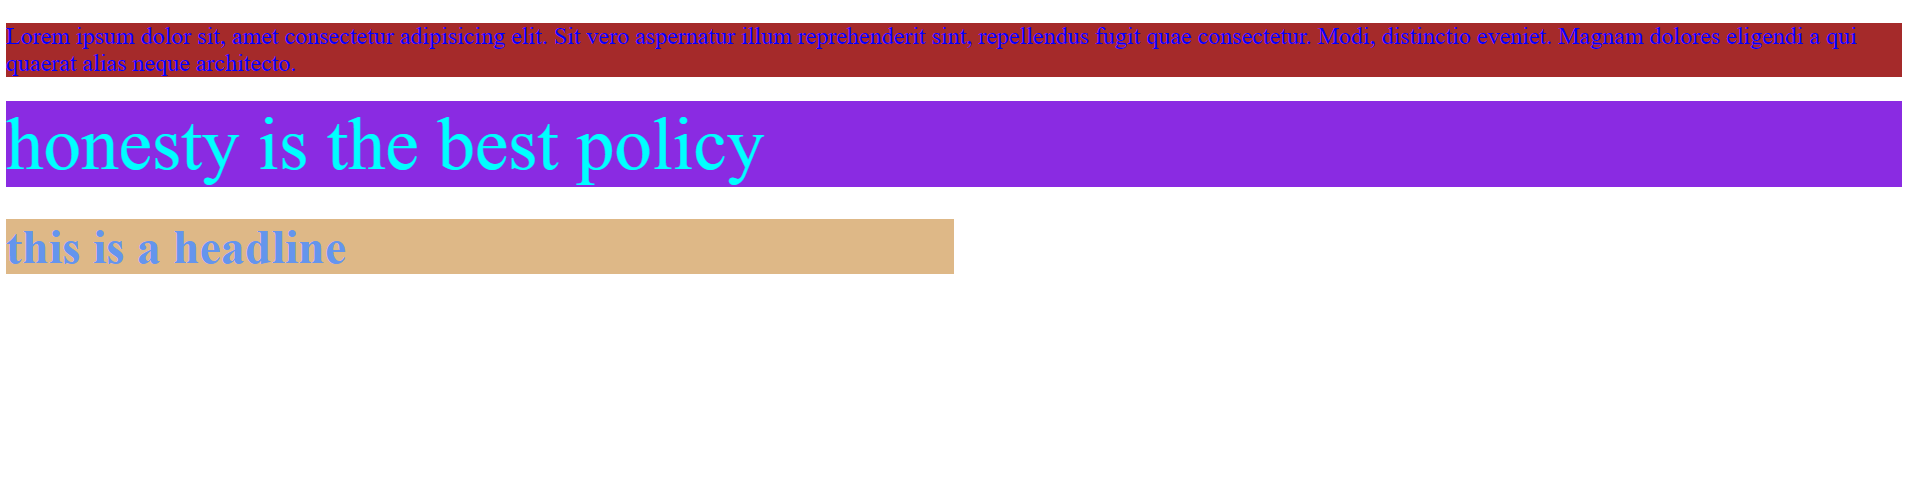 Lorem ipsum dolor sit, amet consectetur adipisicing elit. Sit vero aspernatur illum reprehenderit sint, repellendus fugit quae consectetur. Modi, distinctio eveniet. Magnam dolores eligendi a qui
quaerat alias neque architecto.
honesty is the best policy
this is a headline